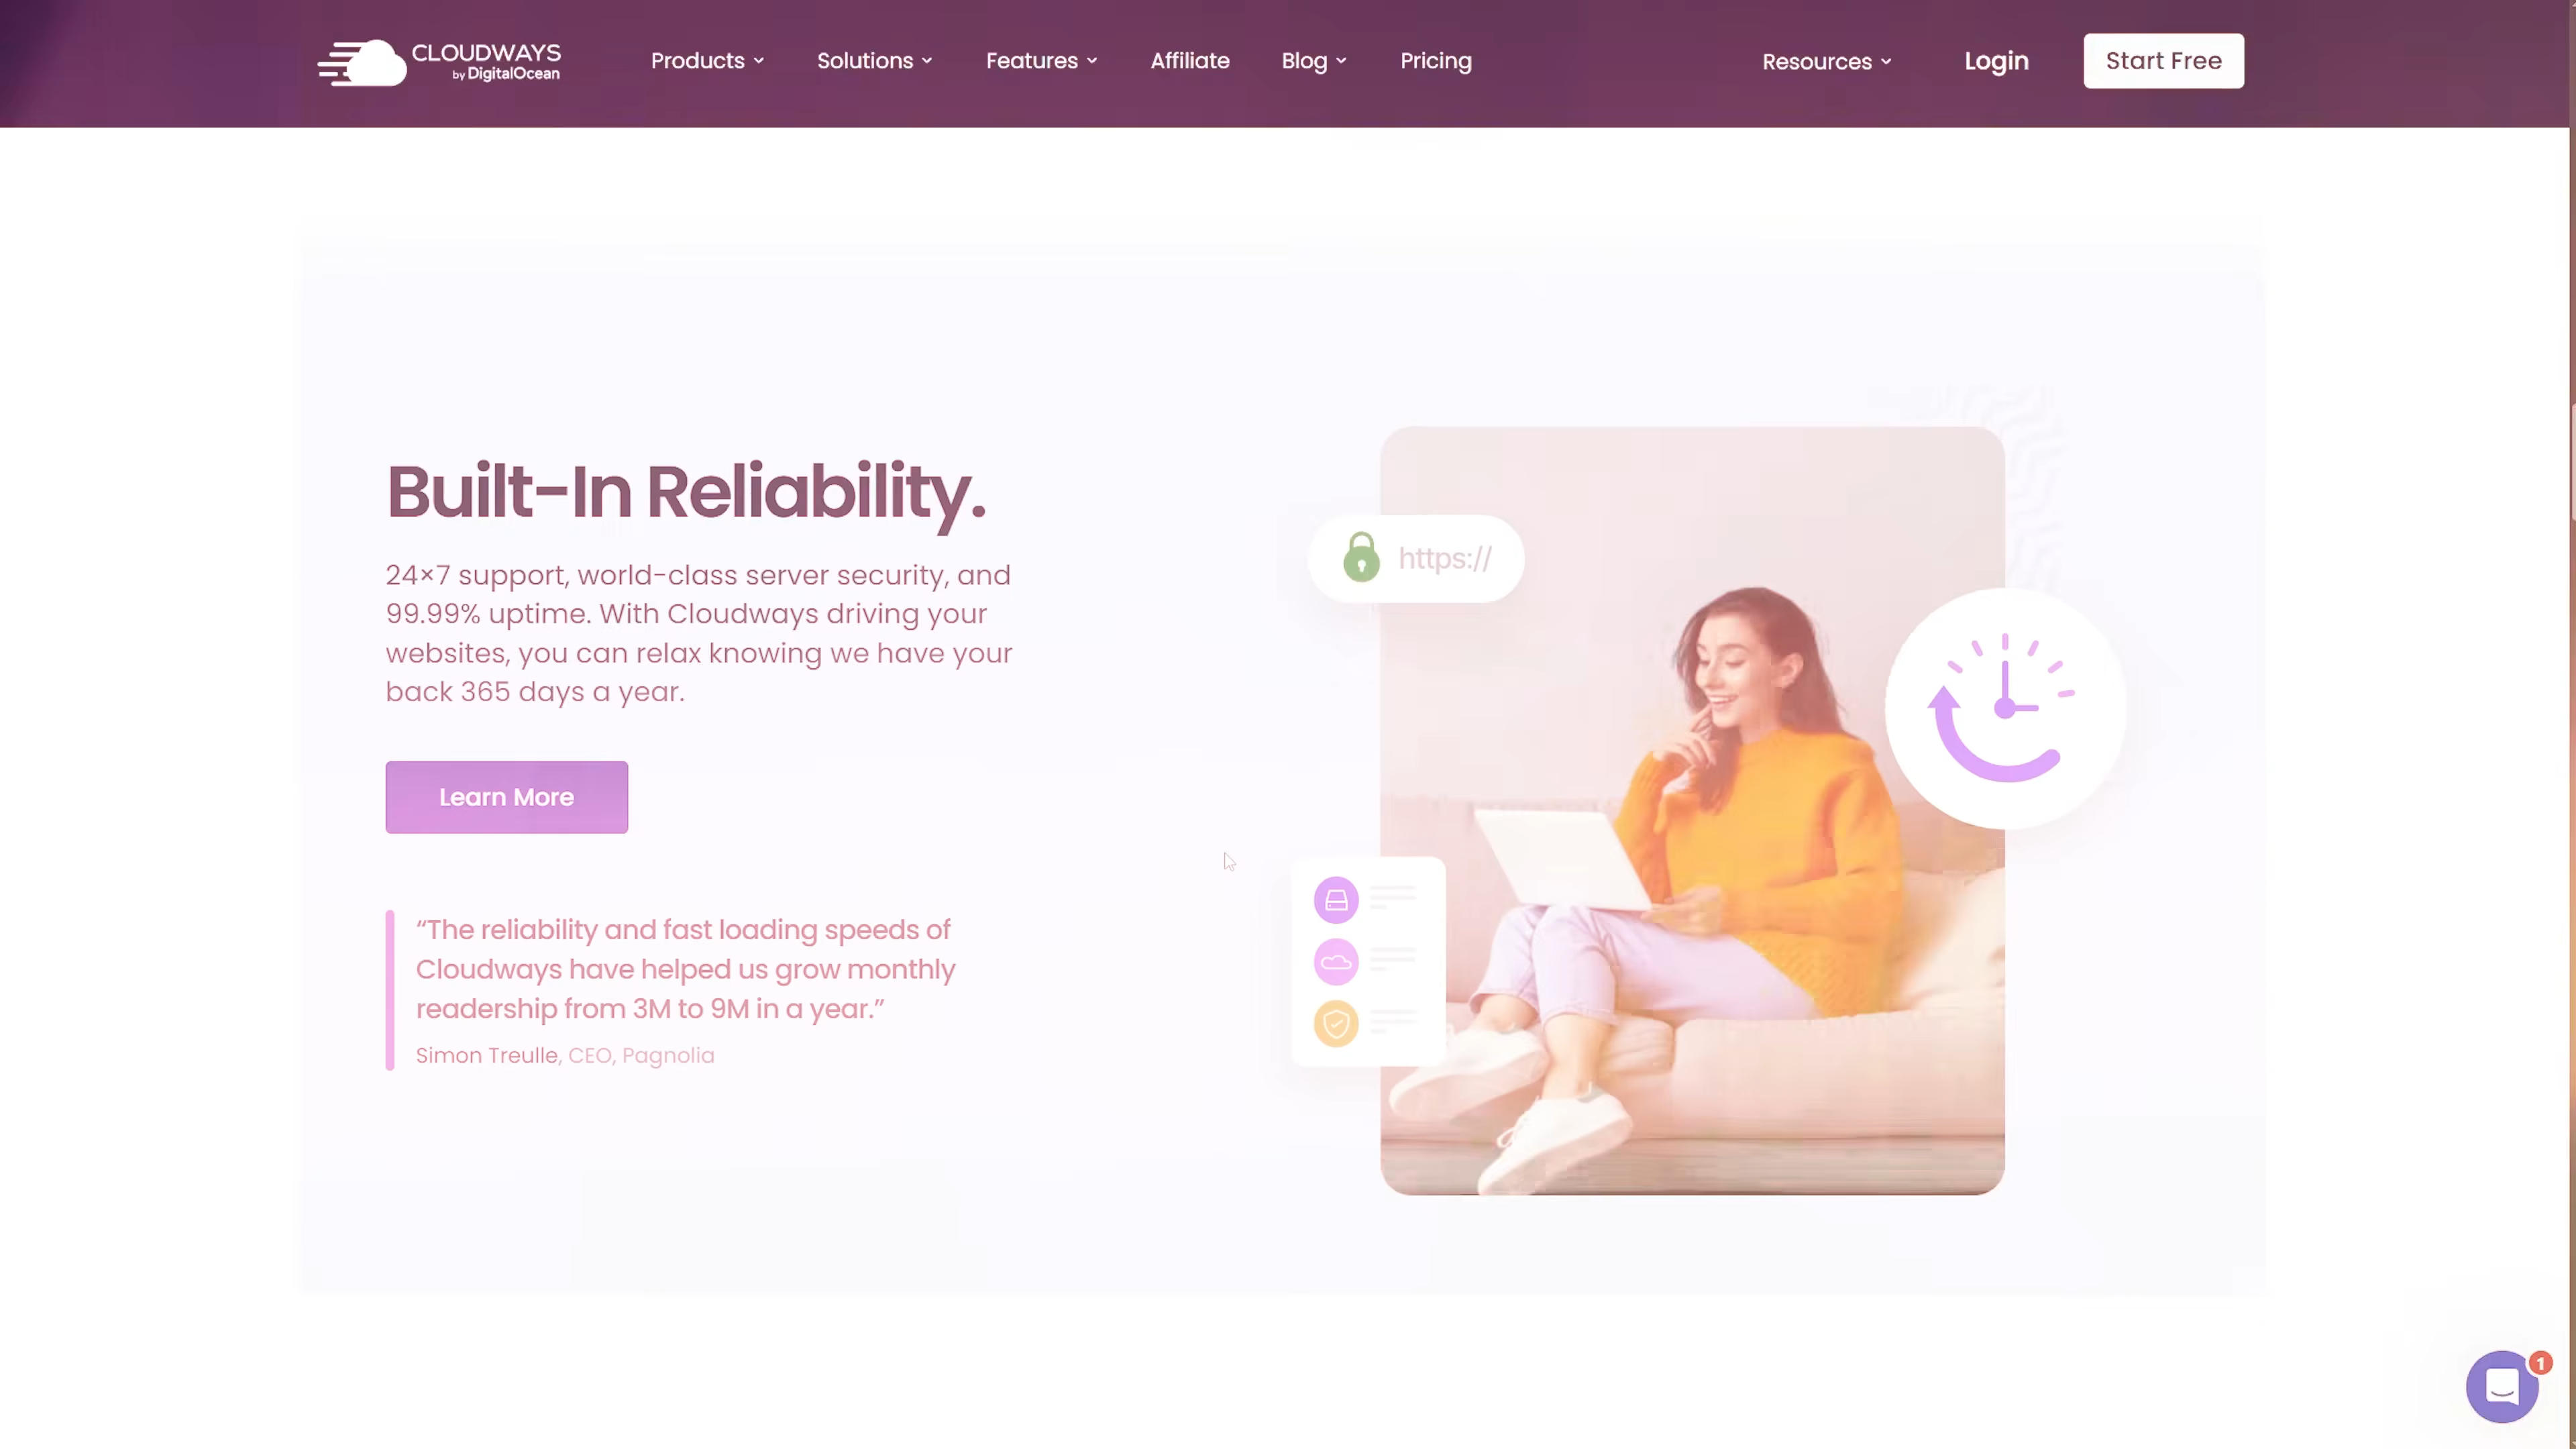 CLOUDWAYS
by DigitalOcean
Products
Solutions
Features
Affiliate
Blog
Pricing
Resources
Login
Start Free
Built-In Reliability.
24×7 support, world-class server security, and
99.99% uptime. With Cloudways driving your
websites, you can relax knowing we have your
back 365 days a year.
Learn More
“The reliability and fast loading speeds of
Cloudways have helped us grow monthly
readership from 3M to 9M in a year.”
Simon Treulle, CEO, Pagnolia
https://
1